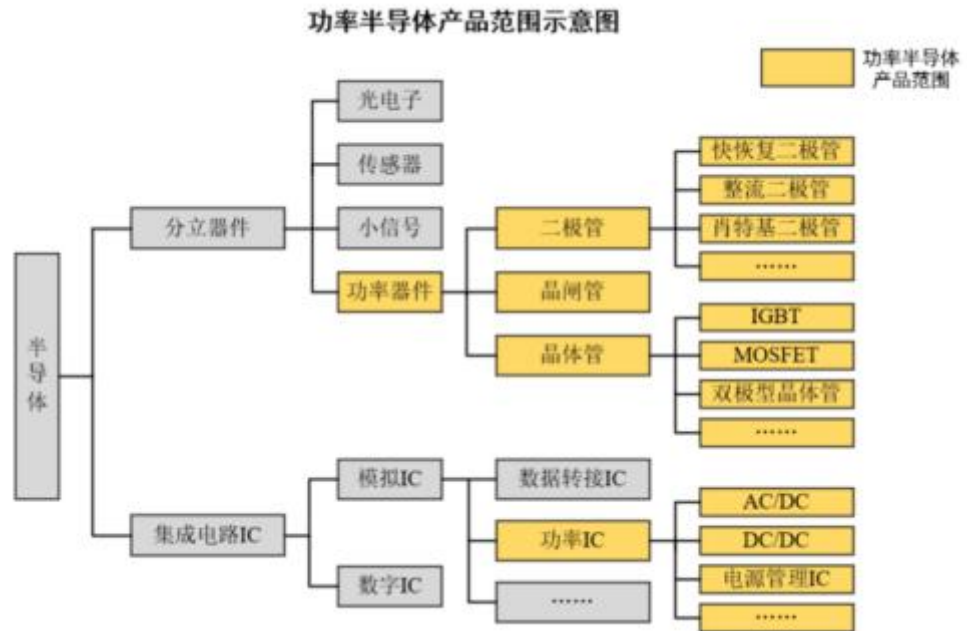 功率半导体产品范围示意图
功率半导体
产品范围
光电子
传感器
小信号
功率器件
分立器件
二极管
晶闸管
晶体管
快恢复二极管
整流二极管
肖特基二极管
……
IGBT
MOSFET
双极型晶体管
……
半导体
集成电路IC
模拟IC
数字IC
数据转接IC
功率IC
……
AC/DC
DC/DC
电源管理IC
……